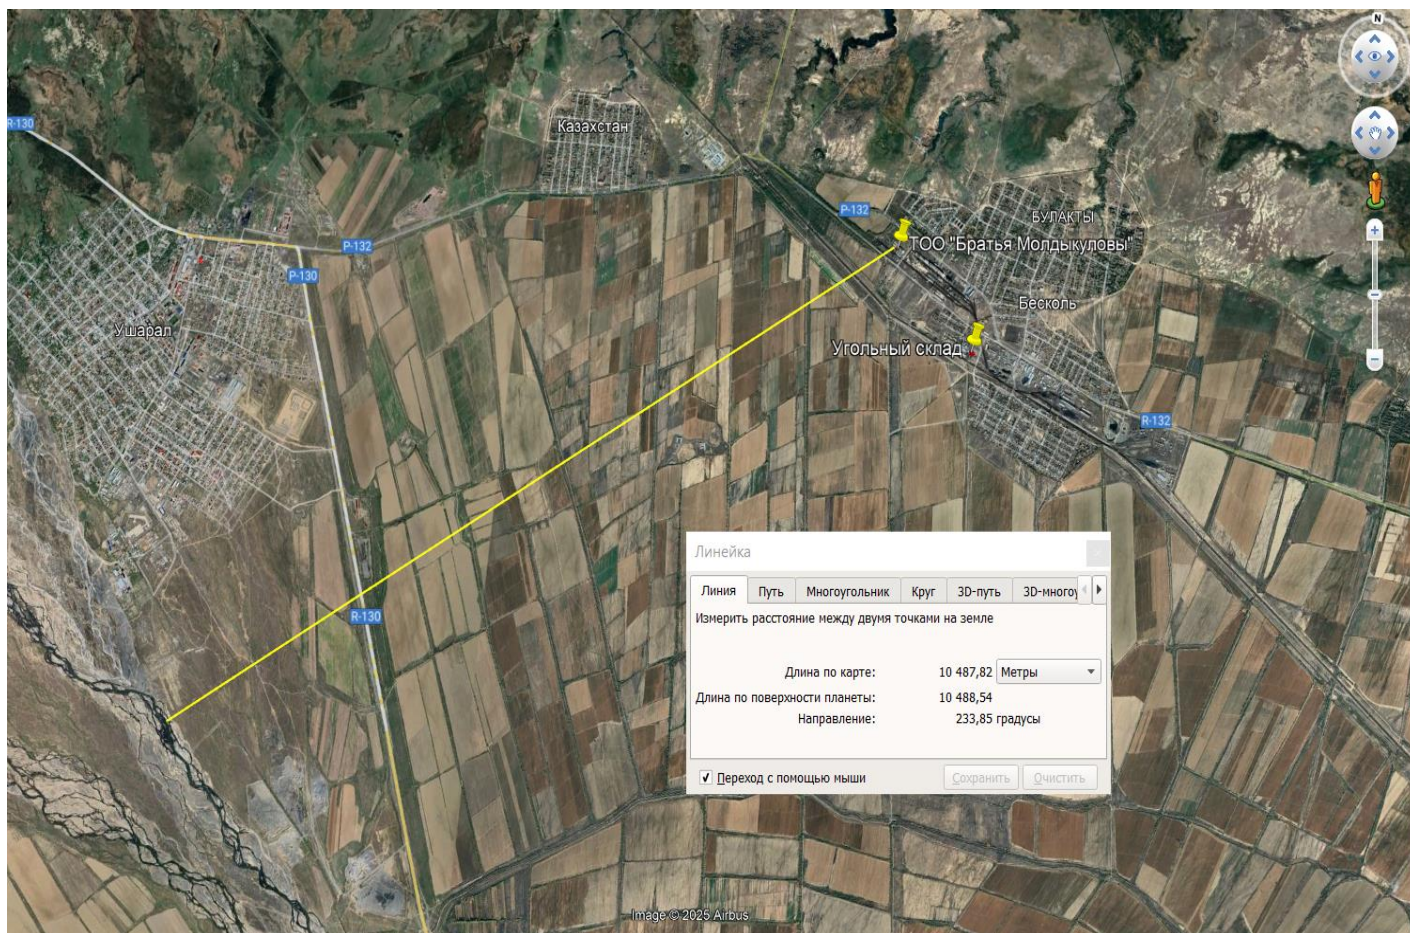 N
R-130
Казахстан
P-132
БУЛАКТЫ
ТОО "Братья Молдыкуловы"
P-132
P-130
Бесколь
Ушарал
Угольный склад
R-132
R-130
Линейка
Линия Путь Многоугольник Круг 3D-путь 3D-многоу
Измерить расстояние между двумя точками на земле
Длина по карте: 10 487,82 Метры
Длина по поверхности планеты: 10 488,54
Направление: 233,85 градусы
Переход с помощью мыши Сохранить Очистить
Image © 2025 Airbus